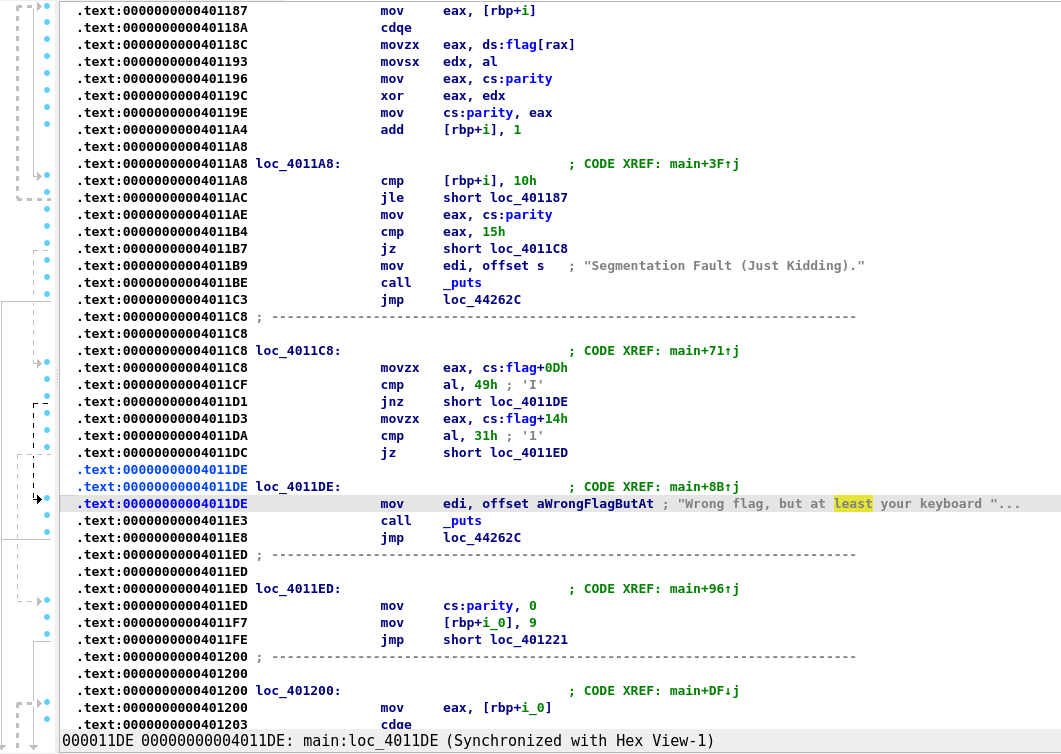 .text:0000000000401187 mov eax, [rbp+i]
.text:000000000040118A cdqe
.text:000000000040118C movzx eax, ds:flag[rax]
.text:0000000000401193 movsx edx, al
.text:0000000000401196 mov eax, cs:parity
.text:000000000040119C xor eax, edx
.text:000000000040119E mov cs:parity, eax
.text:00000000004011A4 add [rbp+i], 1
.text:00000000004011A8
.text:00000000004011A8 loc_4011A8: ; CODE XREF: main+3F↑j
.text:00000000004011A8 cmp [rbp+i], 10h
.text:00000000004011AC jle short loc_401187
.text:00000000004011AE mov eax, cs:parity
.text:00000000004011B4 cmp eax, 15h
.text:00000000004011B7 jz short loc_4011C8
.text:00000000004011B9 mov edi, offset s ; "Segmentation Fault (Just Kidding)."
.text:00000000004011BE call _puts
.text:00000000004011C3 jmp loc_44262C
.text:00000000004011C8 ; ---------------------------------------------------------------------------
.text:00000000004011C8
.text:00000000004011C8 loc_4011C8: ; CODE XREF: main+71↑j
.text:00000000004011C8 movzx eax, cs:flag+0Dh
.text:00000000004011CF cmp al, 49h ; 'I'
.text:00000000004011D1 jnz short loc_4011DE
.text:00000000004011D3 movzx eax, cs:flag+14h
.text:00000000004011DA cmp al, 31h ; '1'
.text:00000000004011DC jz short loc_4011ED
.text:00000000004011DE
.text:00000000004011DE loc_4011DE: ; CODE XREF: main+8B↑j
.text:00000000004011DE mov edi, offset aWrongFlagButAt ; "Wrong flag, but at least your keyboard "...
.text:00000000004011E3 call _puts
.text:00000000004011E8 jmp loc_44262C
.text:00000000004011ED ; ---------------------------------------------------------------------------
.text:00000000004011ED
.text:00000000004011ED loc_4011ED: ; CODE XREF: main+96↑j
.text:00000000004011ED mov cs:parity, 0
.text:00000000004011F7 mov [rbp+i_0], 9
.text:00000000004011FE jmp short loc_401221
.text:0000000000401200 ; ---------------------------------------------------------------------------
.text:0000000000401200
.text:0000000000401200 loc_401200: ; CODE XREF: main+DF↓j
.text:0000000000401200 mov eax, [rbp+i_0]
.text:0000000000401203 cdqe
000011DE 00000000004011DE: main:loc_4011DE (Synchronized with Hex View-1)